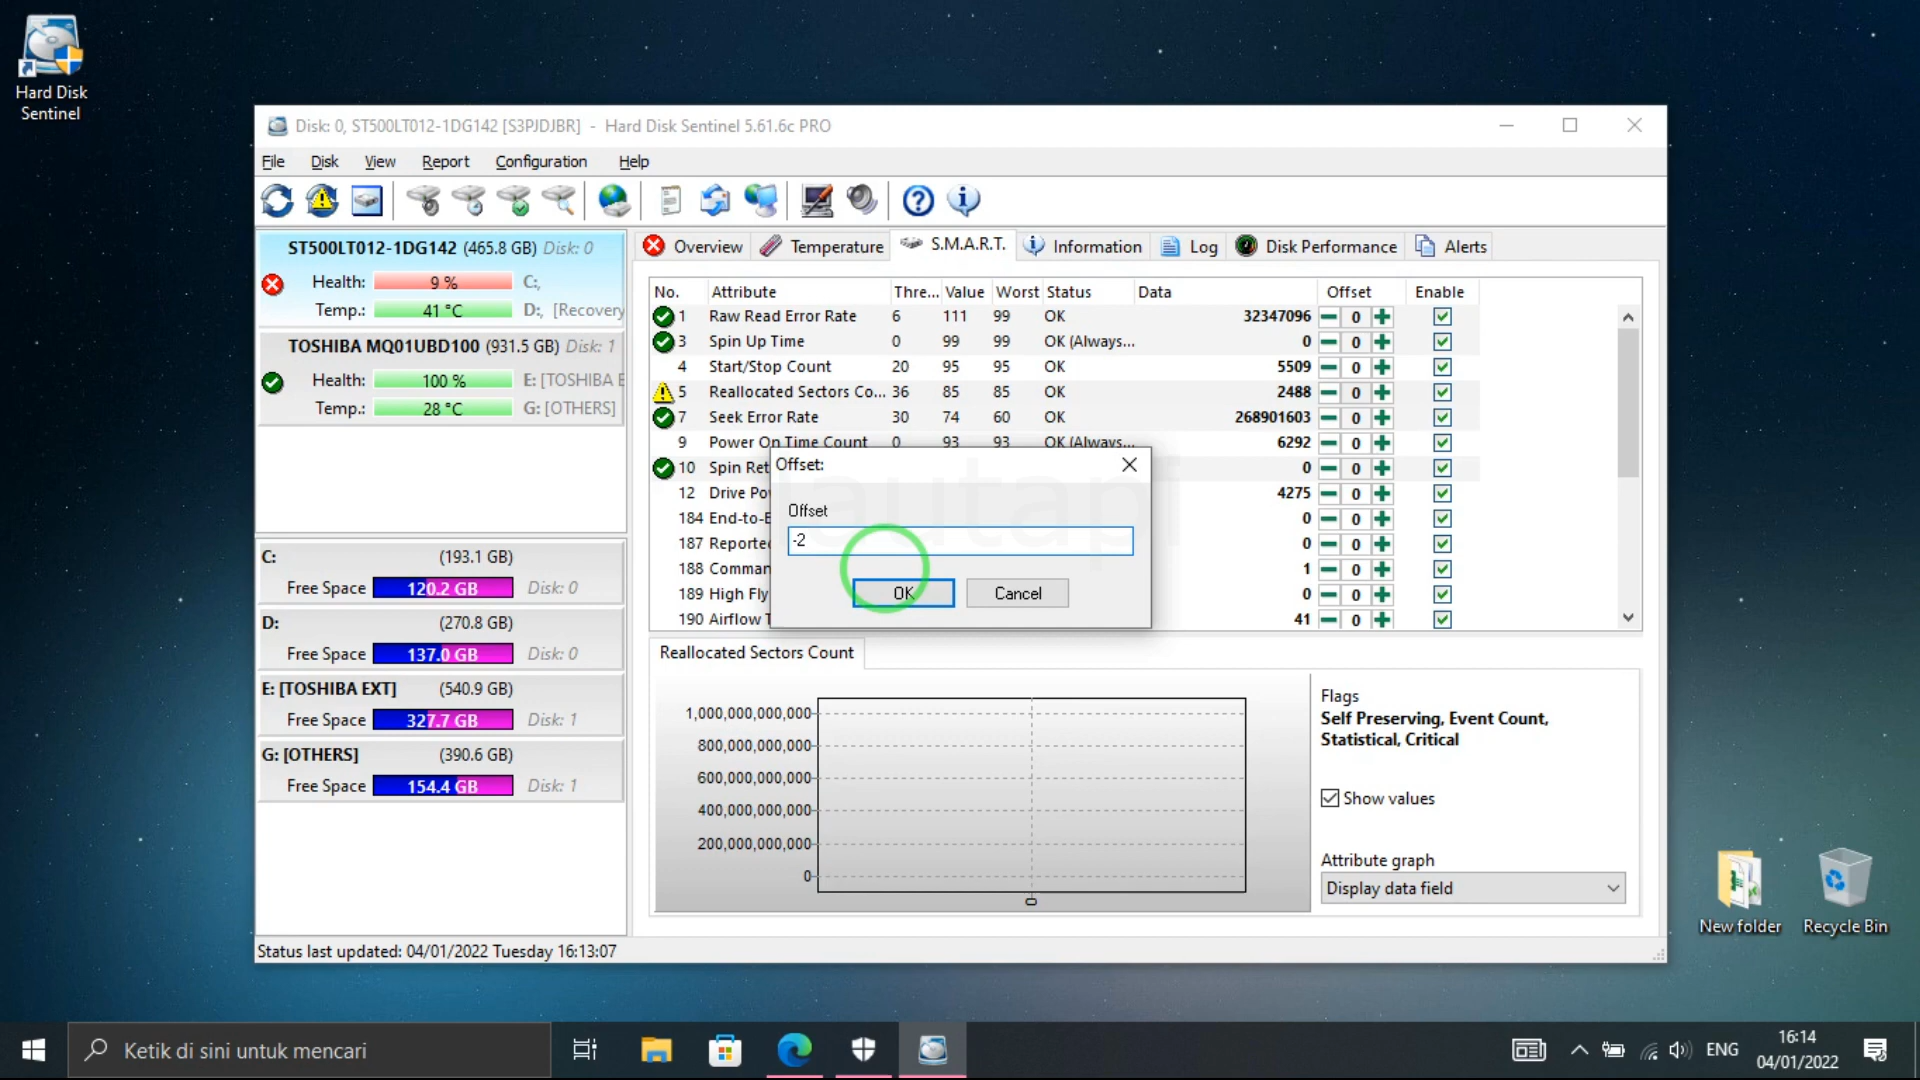 Hard Disk
Sentinel
Disk: 0, ST500LT012-1DG142 [S3PJDJBR] - Hard Disk Sentinel 5.61.6c PRO
File Disk View Report Configuration Help
ST500LT012-1DG142 (465.8 GB) Disk: 0
Health: 9 % C:,
Temp.: 41 °C D:, [Recovery
TOSHIBA MQ01UBD100 (931.5 GB) Disk: 1
Health: 100 % E: [TOSHIBA E
Temp.: 28 °C G: [OTHERS]
C: (193.1 GB)
Free Space 120.2 GB Disk: 0
D: (270.8 GB)
Free Space 137.0 GB Disk: 0
E: [TOSHIBA EXT] (540.9 GB)
Free Space 327.7 GB Disk: 1
G: [OTHERS] (390.6 GB)
Free Space 154.4 GB Disk: 1
Overview Temperature S.M.A.R.T. Information Log Disk Performance Alerts
No. Attribute Thre... Value Worst Status Data Offset Enable
1 Raw Read Error Rate 6 111 99 OK 32347096 0
3 Spin Up Time 0 99 99 OK (Always... 0 0
4 Start/Stop Count 20 95 95 OK 5509 0
5 Reallocated Sectors Co... 36 85 85 OK 2488 0
7 Seek Error Rate 30 74 60 OK 268901603 0
9 Power On Time Count 0 93 93 OK (Always... 6292 0
10 Spin Ret 0 0
12 Drive Po 4275 0
184 End-to-E 0 0
187 Reported 0 0
188 Comman 1 0
189 High Fly 0 0
190 Airflow T 41 0
Offset:
Offset
-2
OK Cancel
lautapi
Reallocated Sectors Count
1,000,000,000,000
800,000,000,000
600,000,000,000
400,000,000,000
200,000,000,000
0
0
Flags
Self Preserving, Event Count,
Statistical, Critical
Show values
Attribute graph
Display data field
Status last updated: 04/01/2022 Tuesday 16:13:07
New folder
Recycle Bin
Ketik di sini untuk mencari
ENG
16:14
04/01/2022